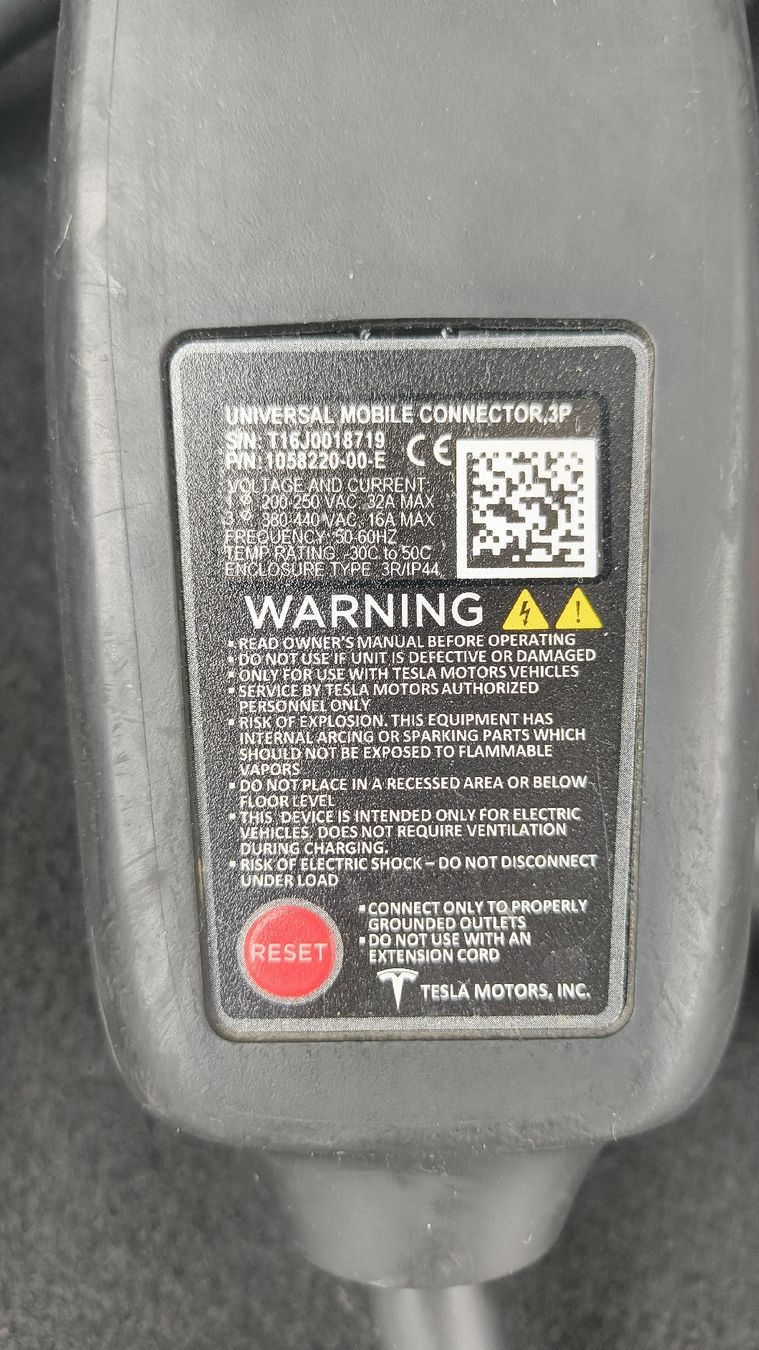 UNIVERSAL MOBILE CONNECTOR,3P
S/N: T16J0018719
P/N: 1058220-00-E
CE
VOLTAGE AND CURRENT
200-250 VAC, 32A MAX
380-440 VAC, 16A MAX
FREQUENCY: 50-60HZ
TEMP RATING, -30C to 50C
ENCLOSURE TYPE, 3R/IP44,
WARNING
▪ READ OWNER'S MANUAL BEFORE OPERATING
▪ DO NOT USE IF UNIT IS DEFECTIVE OR DAMAGED
▪ ONLY FOR USE WITH TESLA MOTORS VEHICLES
▪ SERVICE BY TESLA MOTORS AUTHORIZED
PERSONNEL ONLY
▪ RISK OF EXPLOSION. THIS EQUIPMENT HAS
INTERNAL ARCING OR SPARKING PARTS WHICH
SHOULD NOT BE EXPOSED TO FLAMMABLE
VAPORS
▪ DO NOT PLACE IN A RECESSED AREA OR BELOW
FLOOR LEVEL
▪ THIS DEVICE IS INTENDED ONLY FOR ELECTRIC
VEHICLES. DOES NOT REQUIRE VENTILATION
DURING CHARGING.
▪ RISK OF ELECTRIC SHOCK – DO NOT DISCONNECT
UNDER LOAD
RESET
▪ CONNECT ONLY TO PROPERLY
GROUNDED OUTLETS
▪ DO NOT USE WITH AN
EXTENSION CORD
TESLA MOTORS, INC.